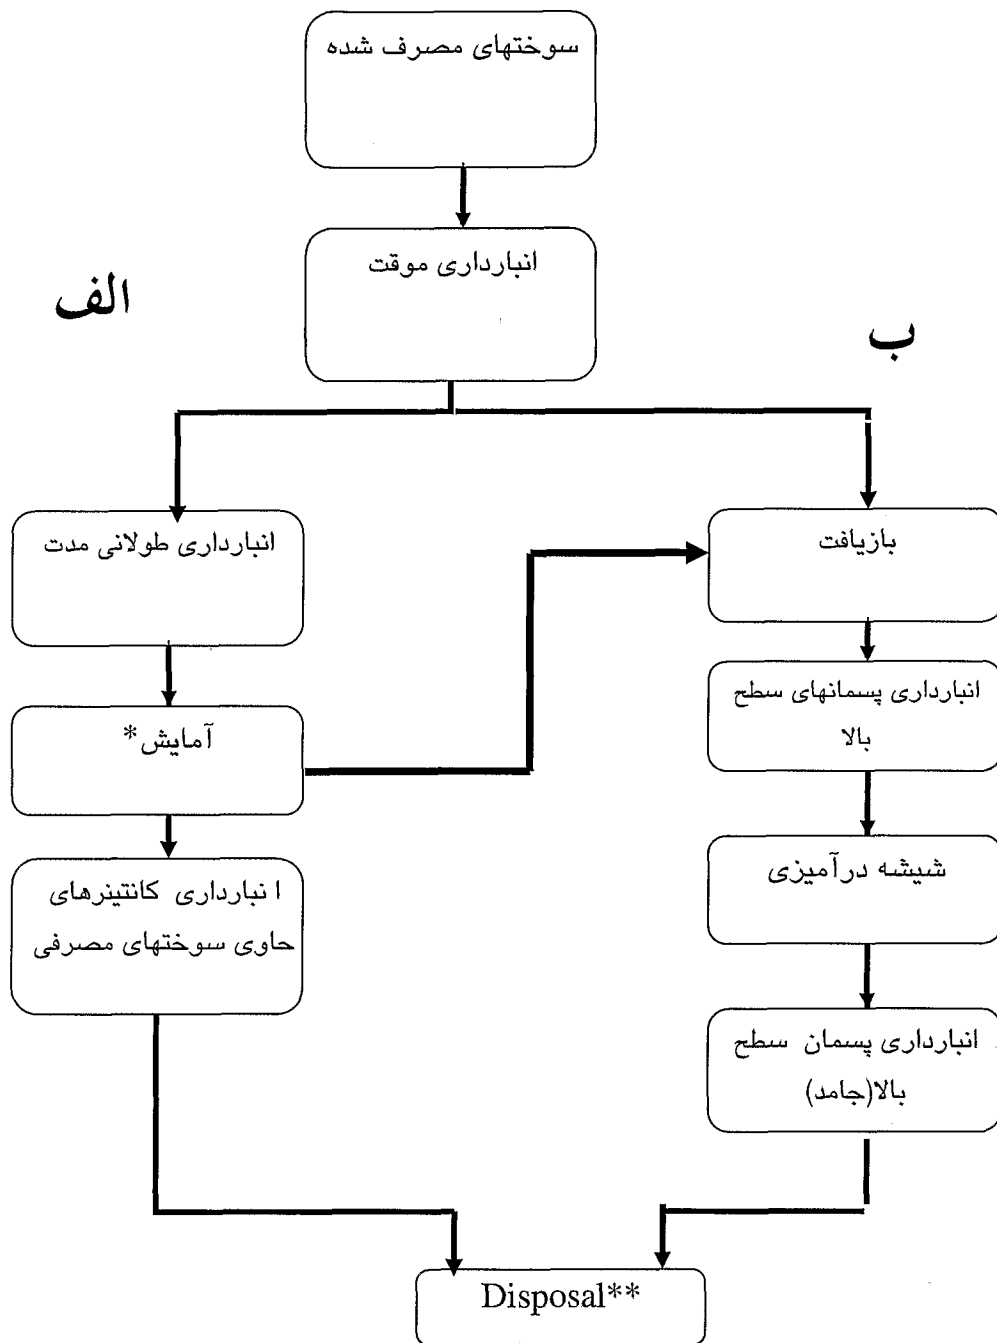 سوختهای مصرف شده
انبارداری موقت
الف
ب
انبارداری طولانی مدت
آمایش*
ا نبارداری کانتینرهای
حاوی سوختهای مصرفی
بازیافت
انبارداری پسمانهای سطح
بالا
شیشه درآمیزی
انبارداری پسمان سطح
بالا(جامد)
Disposal**